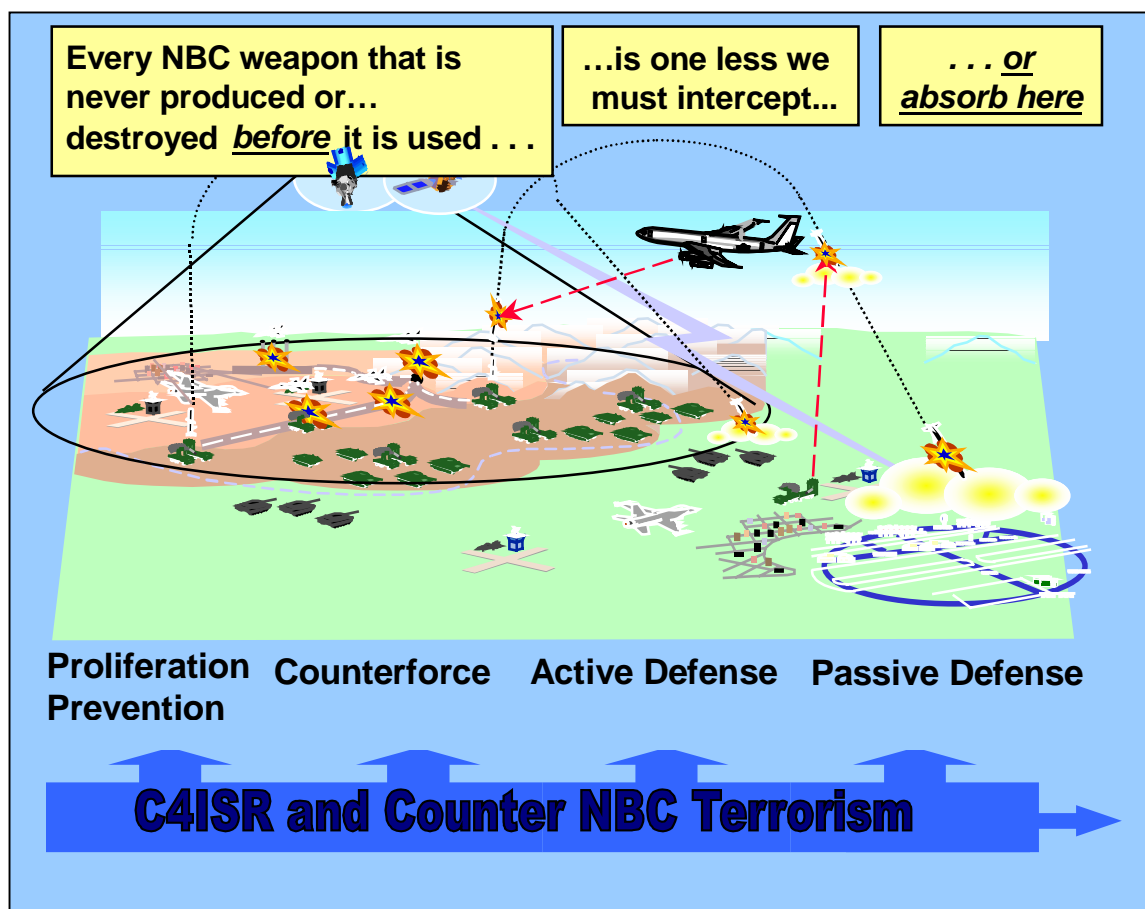 Every NBC weapon that is
never produced or…
destroyed before it is used . . .
…is one less we
must intercept...
. . . or
absorb here
Proliferation
Prevention
Counterforce
Active Defense
Passive Defense
C4ISR and Counter NBC Terrorism